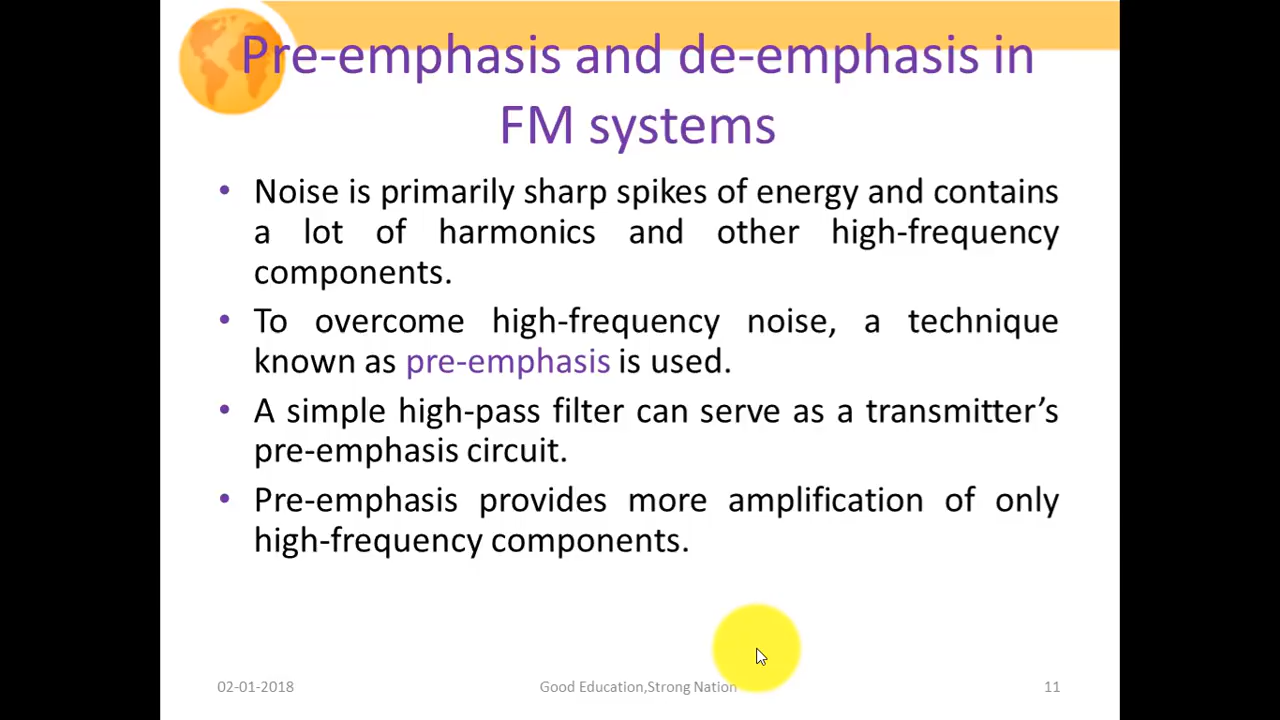 Pre-emphasis and de-emphasis in
FM systems
• Noise is primarily sharp spikes of energy and contains
a lot of harmonics and other high-frequency
components.
• To overcome high-frequency noise, a technique
known as pre-emphasis is used.
• A simple high-pass filter can serve as a transmitter’s
pre-emphasis circuit.
• Pre-emphasis provides more amplification of only
high-frequency components.
02-01-2018 Good Education,Strong Nation 11